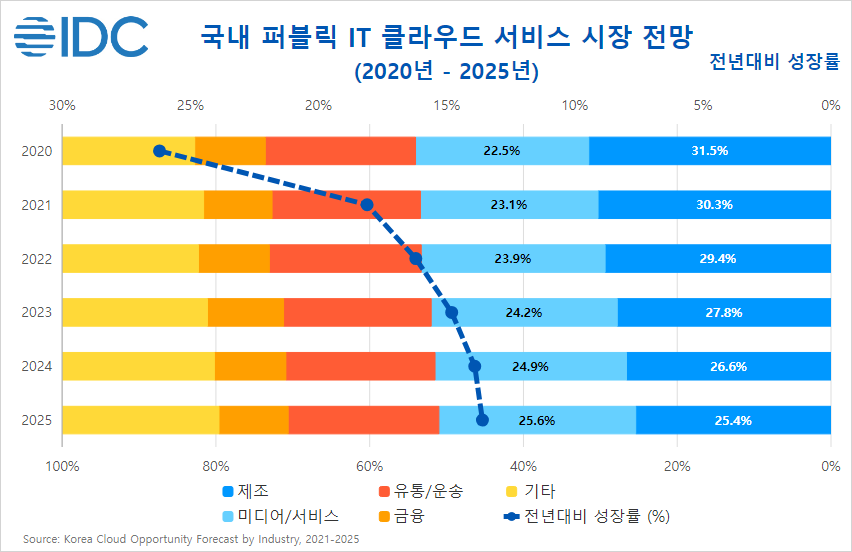 IDC
국내 퍼블릭 IT 클라우드 서비스 시장 전망
(2020년 - 2025년)
전년대비 성장률
30% 25% 20% 15% 10% 5% 0%
2020 22.5% 31.5%
2021 23.1% 30.3%
2022 23.9% 29.4%
2023 24.2% 27.8%
2024 24.9% 26.6%
2025 25.6% 25.4%
100% 80% 60% 40% 20% 0%
제조 유통/운송 기타
미디어/서비스 금융 전년대비 성장률 (%)
Source: Korea Cloud Opportunity Forecast by Industry, 2021-2025